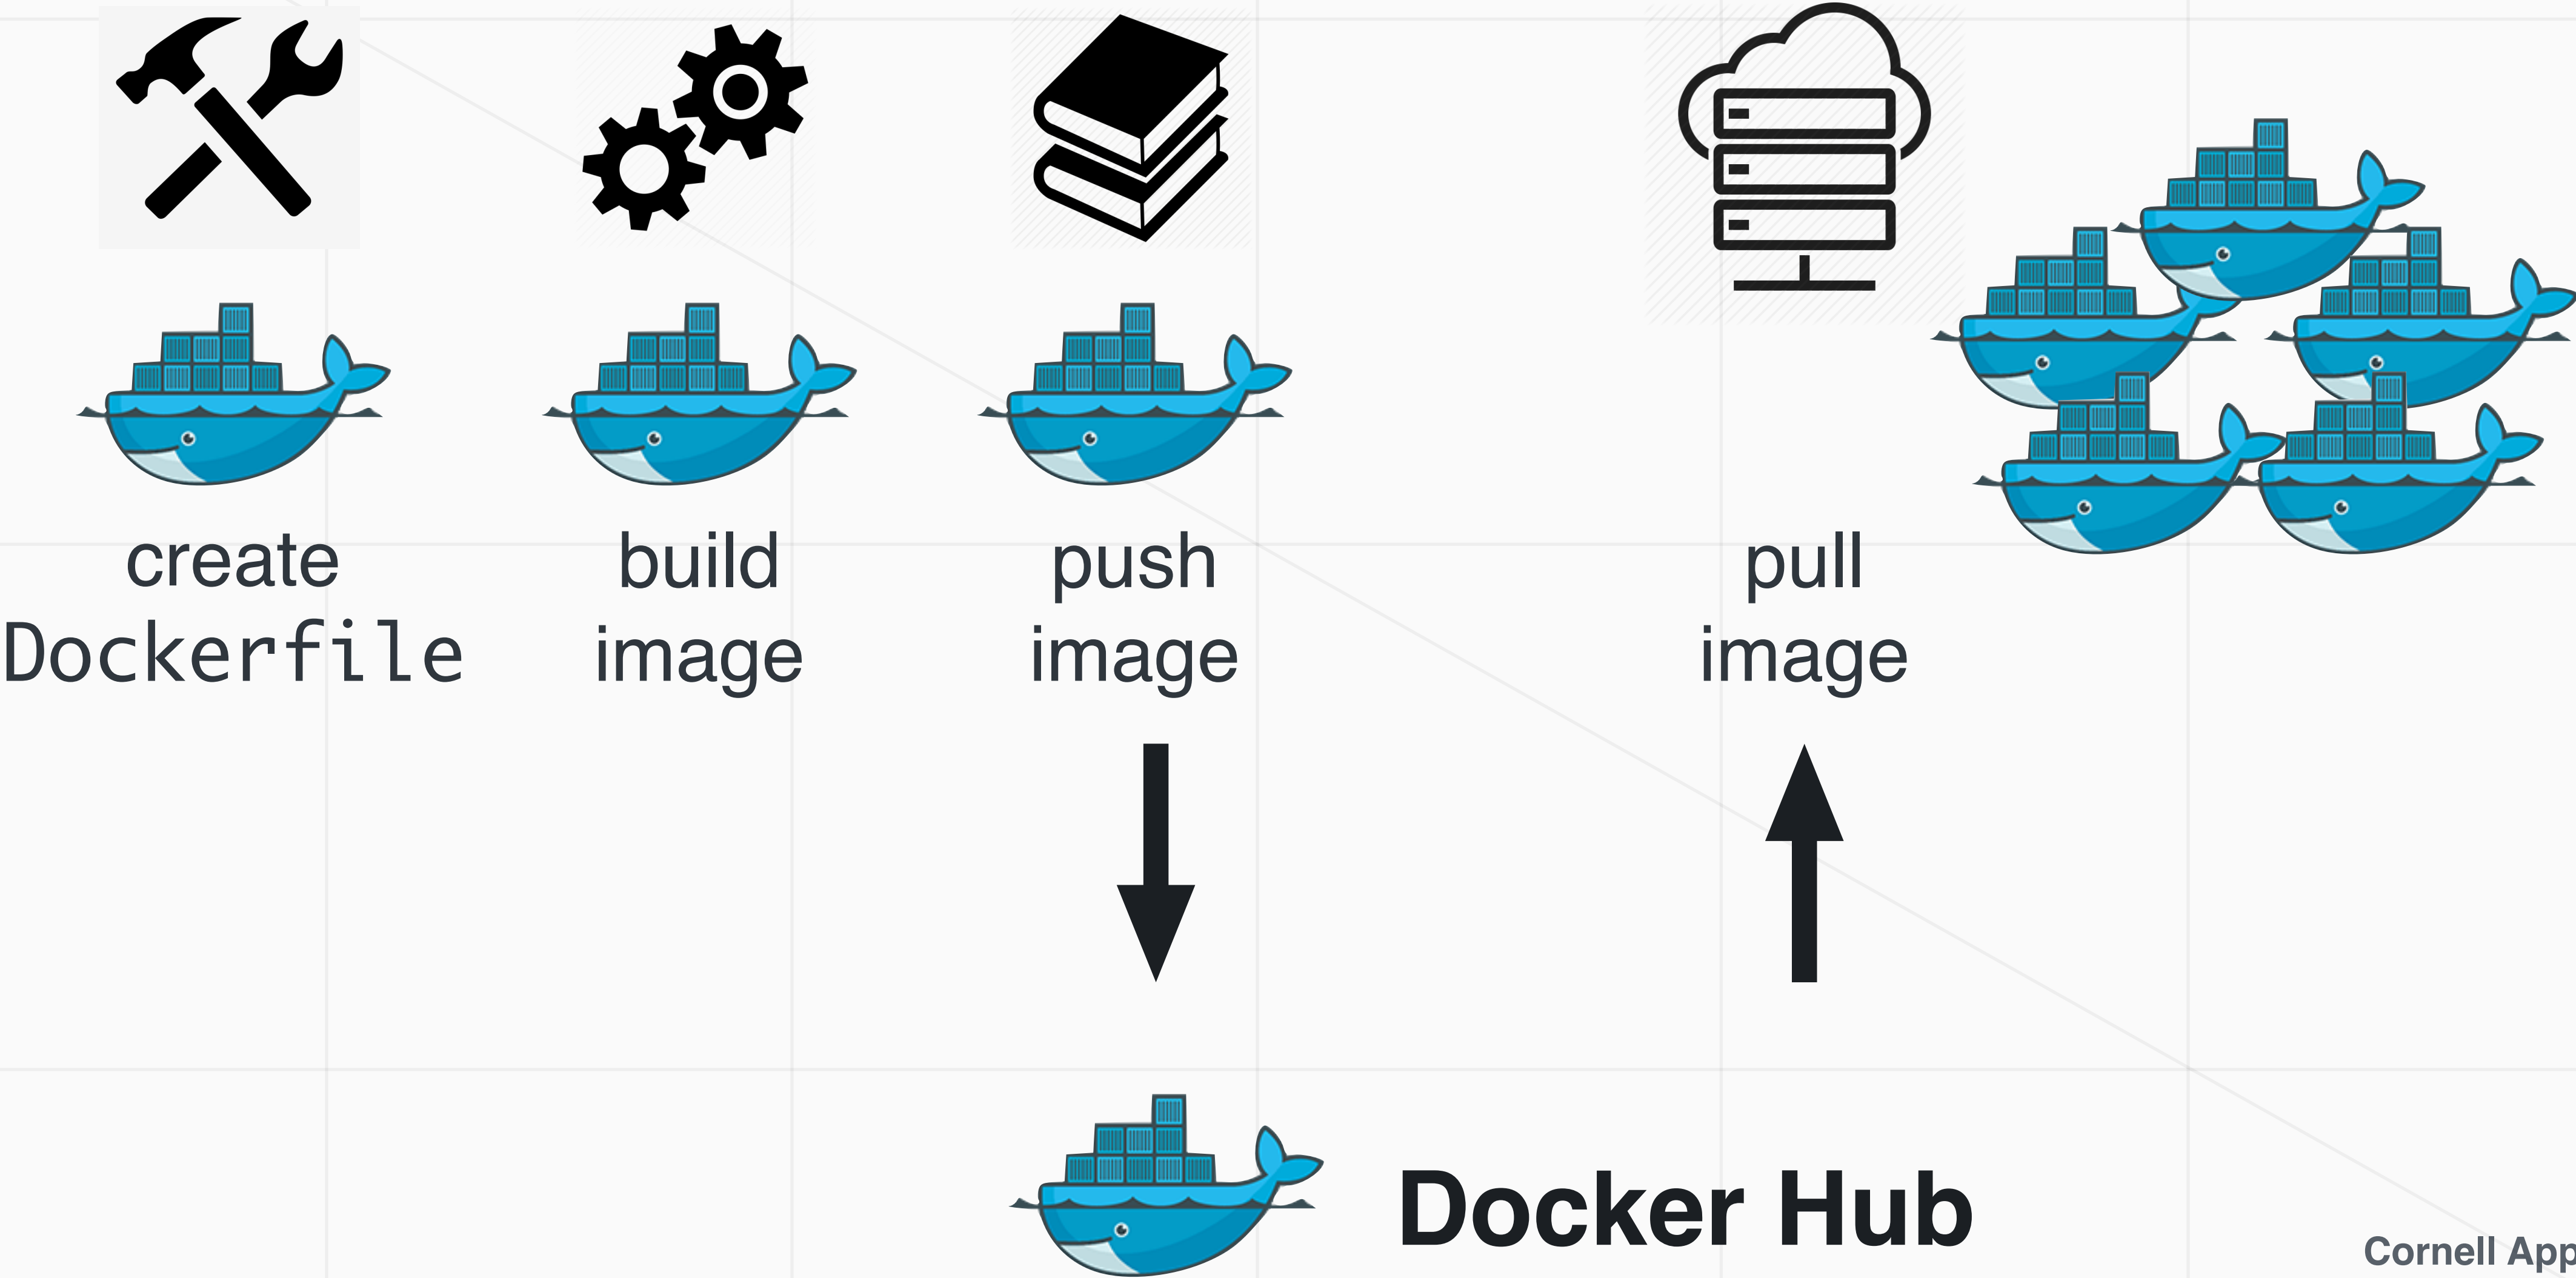 create
Dockerfile
build
image
push
image
pull
image
Docker Hub
Cornell App